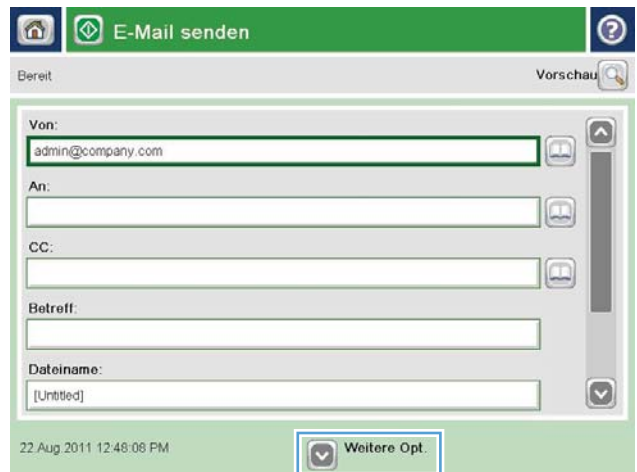 E-Mail senden
Bereit
Vorschau
Von:
admin@company.com
An:
CC:
Betreff:
Dateiname:
[Untitled]
22 Aug 2011 12:48:08 PM
Weitere Opt.